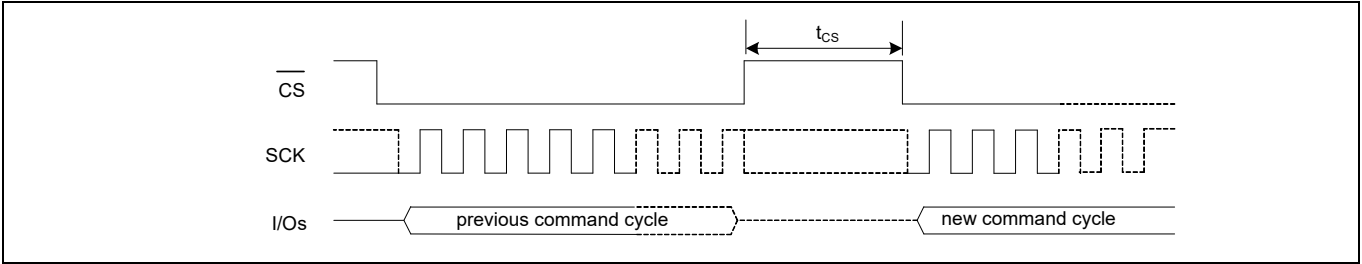 tCS
CS
SCK
I/Os
previous command cycle
new command cycle